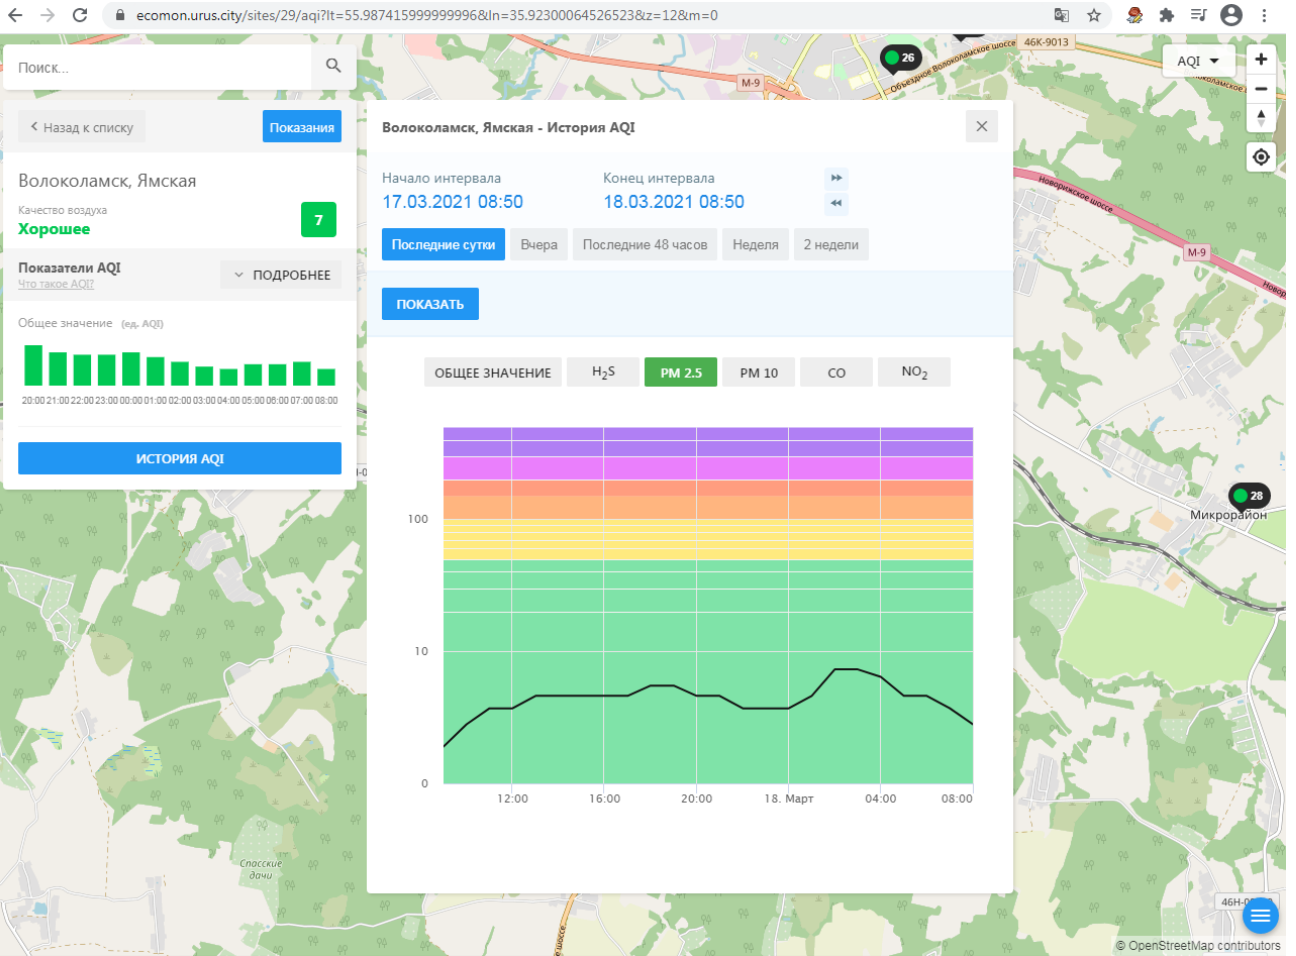 ecomon.urus.city/sites/29/aqi?lt=55.987415999999996&ln=35.92300064526523&z=12&m=0
Поиск...
Назад к списку
Показания
Волоколамск, Ямская
Качество воздуха
Хорошее
7
Показатели AQI
Что такое AQI?
ПОДРОБНЕЕ
Общее значение (ед. AQI)
20:00 21:00 22:00 23:00 00:00 01:00 02:00 03:00 04:00 05:00 06:00 07:00 08:00
ИСТОРИЯ AQI
Волоколамск, Ямская - История AQI
Начало интервала
17.03.2021 08:50
Конец интервала
18.03.2021 08:50
Последние сутки
Вчера
Последние 48 часов
Неделя
2 недели
ПОКАЗАТЬ
ОБЩЕЕ ЗНАЧЕНИЕ
H2S
PM 2.5
PM 10
CO
NO2
100
10
0
12:00
16:00
20:00
18. Март
04:00
08:00
AQI
26
M-9
46К-9013
Объездное Волоколамское шоссе
Новорижское шоссе
M-9
28
Микрорайон
Спасские
дачи
© OpenStreetMap contributors